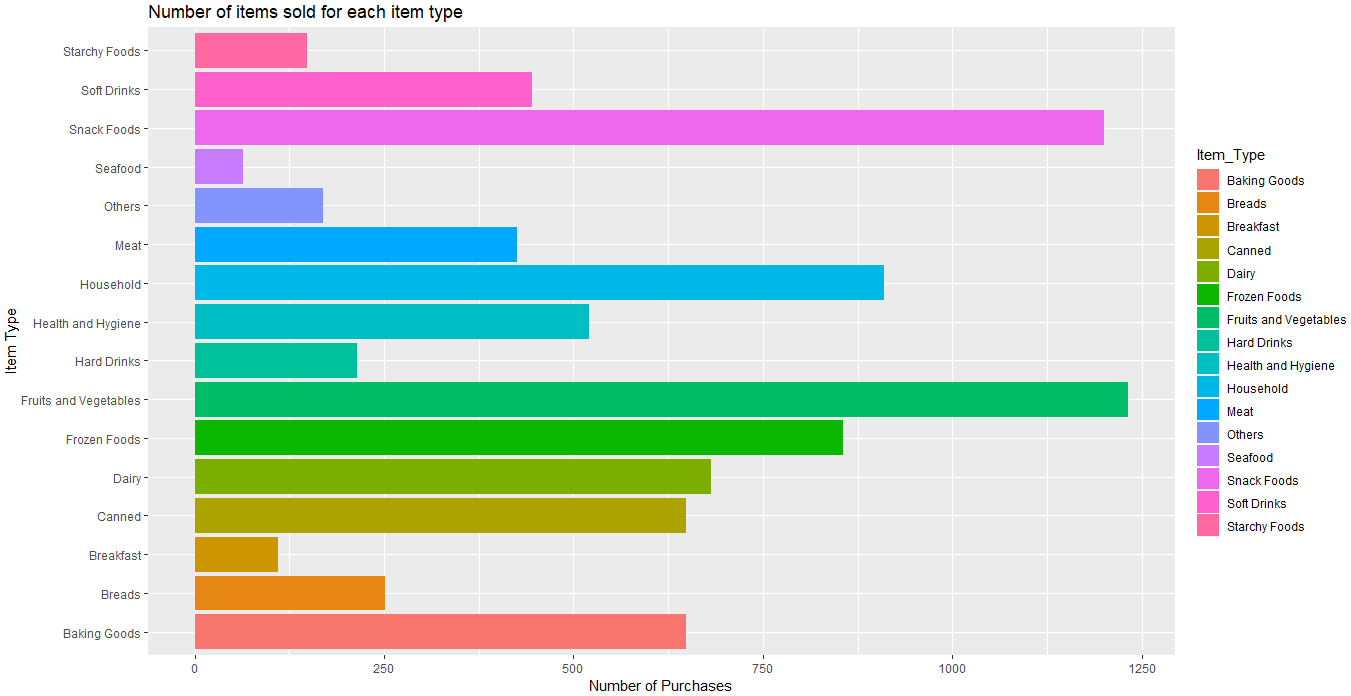 Number of items sold for each item type
Item Type
Starchy Foods
Soft Drinks
Snack Foods
Seafood
Others
Meat
Household
Health and Hygiene
Hard Drinks
Fruits and Vegetables
Frozen Foods
Dairy
Canned
Breakfast
Breads
Baking Goods
0 250 500 750 1000 1250
Number of Purchases
Item_Type
Baking Goods
Breads
Breakfast
Canned
Dairy
Frozen Foods
Fruits and Vegetables
Hard Drinks
Health and Hygiene
Household
Meat
Others
Seafood
Snack Foods
Soft Drinks
Starchy Foods